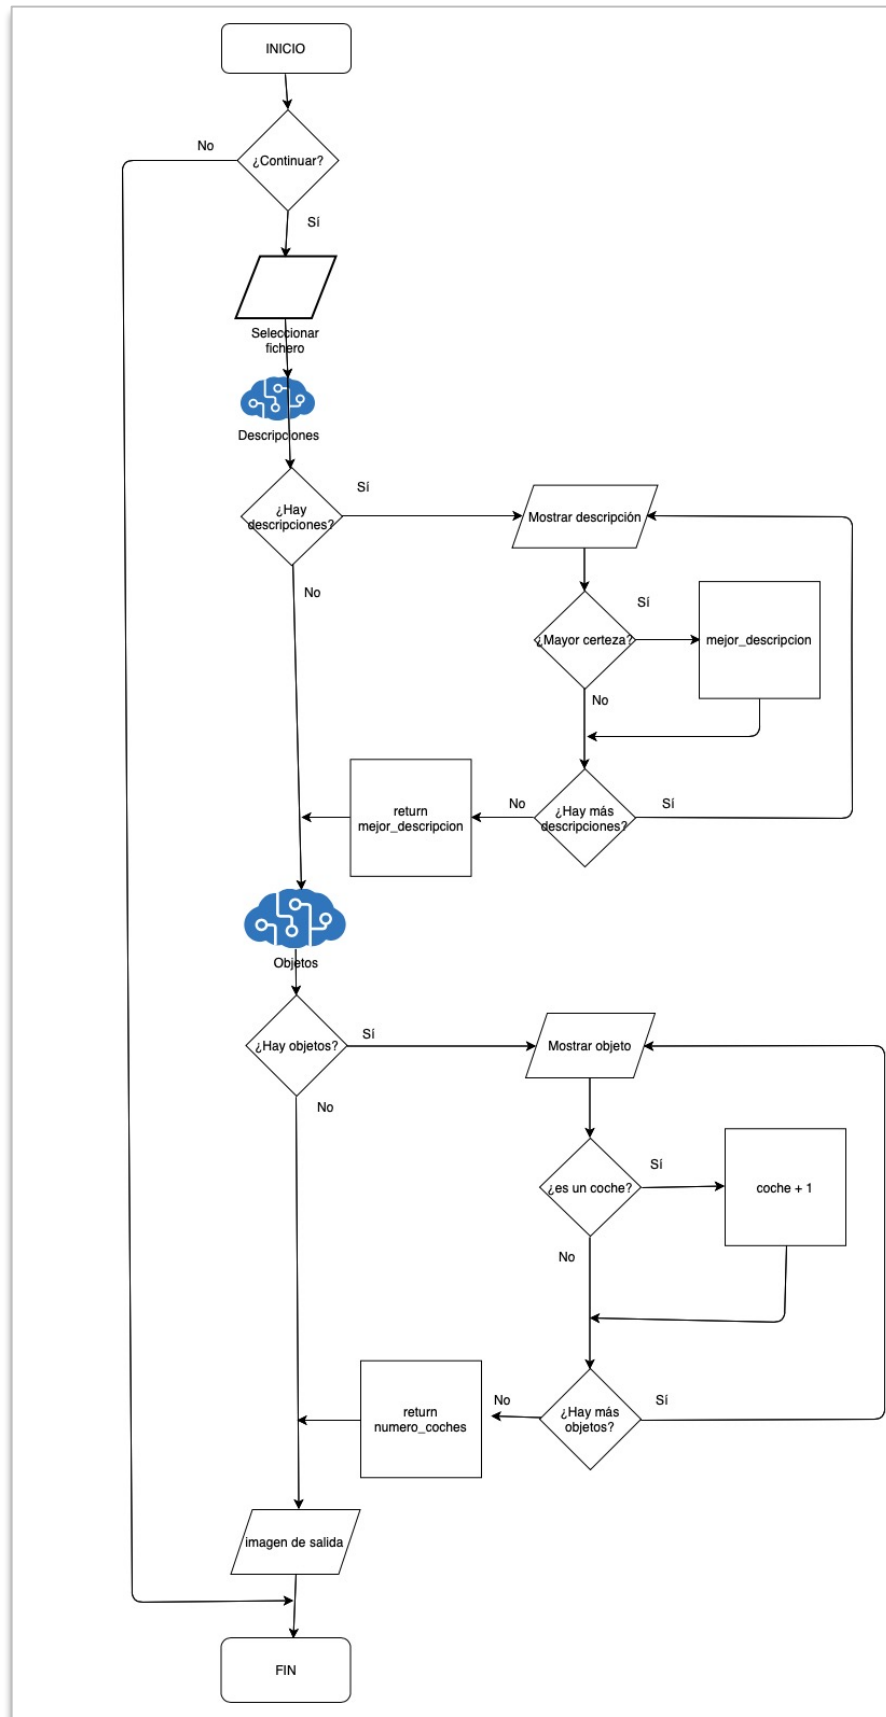 INICIO
No
¿Continuar?
Sí
Seleccionar
fichero
Descripciones
Sí
¿Hay
descripciones?
Mostrar descripción
No
Sí
¿Mayor certeza?
mejor_descripcion
No
return
mejor_descripcion
No
¿Hay más
descripciones?
Sí
Objetos
Sí
¿Hay objetos?
Mostrar objeto
No
Sí
¿es un coche?
coche + 1
No
return
numero_coches
No
¿Hay más
objetos?
Sí
imagen de salida
FIN